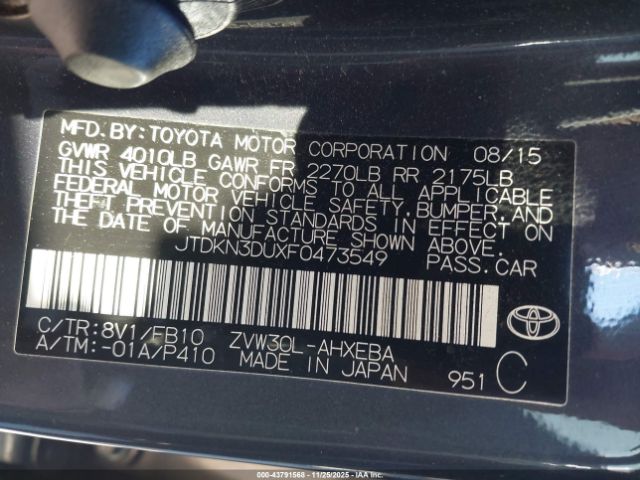 MFD.BY:TOYOTA MOTOR CORPORATION 08/15
GVWR 4010LB GAWR FR 2270LB RR 2175LB
THIS VEHICLE CONFORMS TO ALL APPLICABLE
FEDERAL MOTOR VEHICLE SAFETY,BUMPER,AND
THEFT PREVENTION STANDARDS IN EFFECT ON
THE DATE OF MANUFACTURE SHOWN ABOVE.
JTDKN3DUXF0473549 PASS.CAR
C/TR:8V1/FB10 ZVW30L-AHXEBA
A/TM:-01A/P410 MADE IN JAPAN 951 C
IAA 43791568 11/25/2025 IAAI.COM